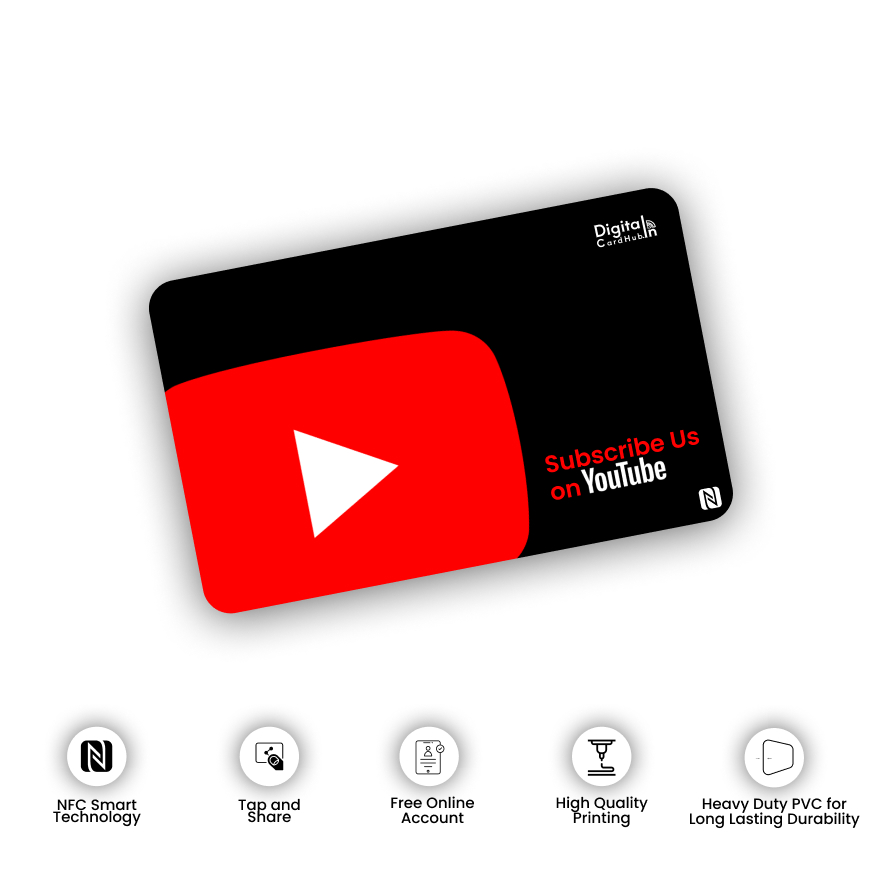 Digital
CardHub.In
Subscribe Us
on YouTube
NFC Smart
Technology
Tap and
Share
Free Online
Account
High Quality
Printing
Heavy Duty PVC for
Long Lasting Durability